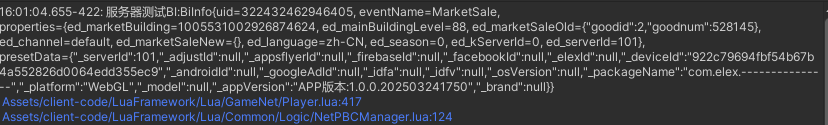 16:01:04.655-422: 服务器测试BI:BiInfo{uid=322432462946405, eventName=MarketSale,
properties={ed_marketBuilding=1005531002926874624, ed_mainBuildingLevel=88, ed_marketSaleOld={"goodid":2,"goodnum":528145},
ed_channel=default, ed_marketSaleNew={}, ed_language=zh-CN, ed_season=0, ed_kServerId=0, ed_serverId=101},
presetData={"_serverId":101,"_adjustId":null,"_appsflyerId":null,"_firebaseId":null,"_facebookId":null,"_elexId":null,"_deviceId":"922c79694fbf54b67b
4a552826d0064edd355ec9","_androidId":null,"_googleAdId":null,"_idfa":null,"_idfv":null,"_osVersion":null,"_packageName":"com.elex.--------------
--","_platform":"WebGL","_model":null,"_appVersion":"APP版本:1.0.0.202503241750","_brand":null}}
Assets/client-code/LuaFramework/Lua/GameNet/Player.lua:417
Assets/client-code/LuaFramework/Lua/Common/Logic/NetPBCManager.lua:124